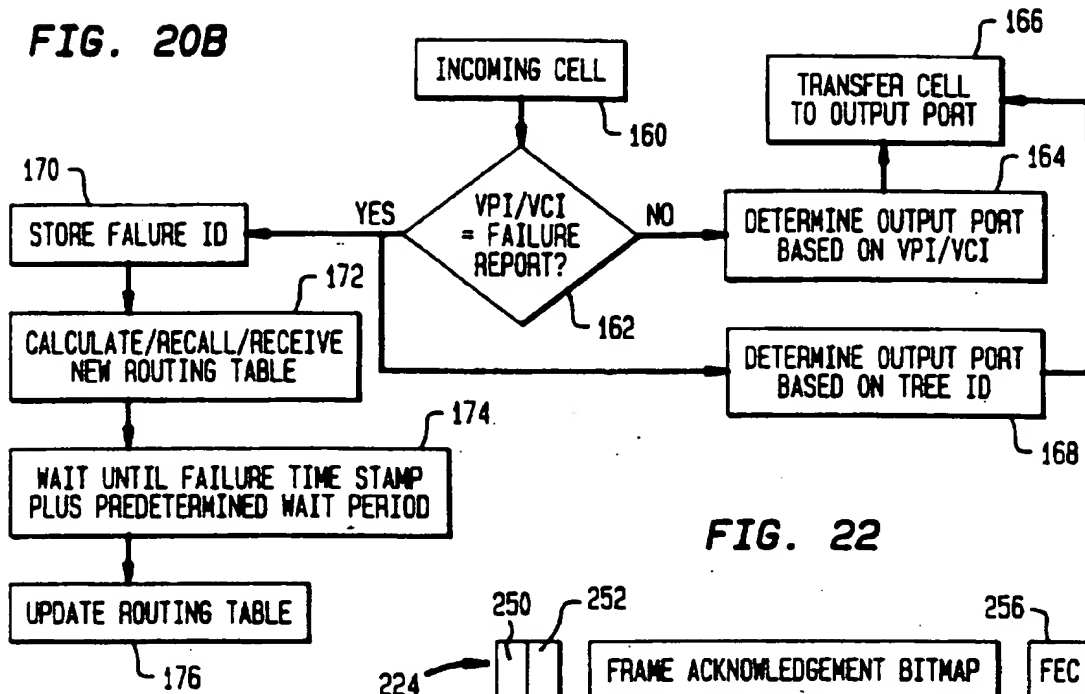 FIG. 20B
INCOMING CELL
160
166
TRANSFER CELL
TO OUTPUT PORT
170
STORE FALURE ID
YES
VPI/VCI
= FAILURE
REPORT?
162
NO
164
DETERMINE OUTPUT PORT
BASED ON VPI/VCI
172
CALCULATE/RECALL/RECEIVE
NEW ROUTING TABLE
DETERMINE OUTPUT PORT
BASED ON TREE ID
168
174
WAIT UNTIL FAILURE TIME STAMP
PLUS PREDETERMINED WAIT PERIOD
UPDATE ROUTING TABLE
176
FIG. 22
250
252
256
224
FRAME ACKNOWLEDGEMENT BITMAP
FEC